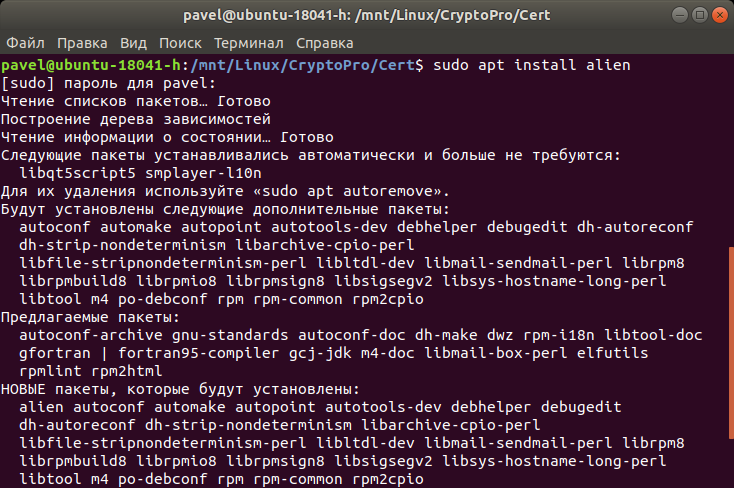 pavel@ubuntu-18041-h: /mnt/Linux/CryptoPro/Cert
Файл Правка Вид Поиск Терминал Справка
pavel@ubuntu-18041-h:/mnt/Linux/CryptoPro/Cert$ sudo apt install alien
[sudo] пароль для pavel:
Чтение списков пакетов… Готово
Построение дерева зависимостей
Чтение информации о состоянии… Готово
Следующие пакеты устанавливались автоматически и больше не требуются:
libqt5script5 smplayer-l10n
Для их удаления используйте «sudo apt autoremove».
Будут установлены следующие дополнительные пакеты:
autoconf automake autopoint autotools-dev debhelper debugedit dh-autoreconf
dh-strip-nondeterminism libarchive-cpio-perl
libfile-stripnondeterminism-perl libltdl-dev libmail-sendmail-perl librpm8
librpmbuild8 librpmio8 librpmsign8 libsigsegv2 libsys-hostname-long-perl
libtool m4 po-debconf rpm rpm-common rpm2cpio
Предлагаемые пакеты:
autoconf-archive gnu-standards autoconf-doc dh-make dwz rpm-i18n libtool-doc
gfortran | fortran95-compiler gcj-jdk m4-doc libmail-box-perl elfutils
rpmlint rpm2html
НОВЫЕ пакеты, которые будут установлены:
alien autoconf automake autopoint autotools-dev debhelper debugedit
dh-autoreconf dh-strip-nondeterminism libarchive-cpio-perl
libfile-stripnondeterminism-perl libltdl-dev libmail-sendmail-perl librpm8
librpmbuild8 librpmio8 librpmsign8 libsigsegv2 libsys-hostname-long-perl
libtool m4 po-debconf rpm rpm-common rpm2cpio